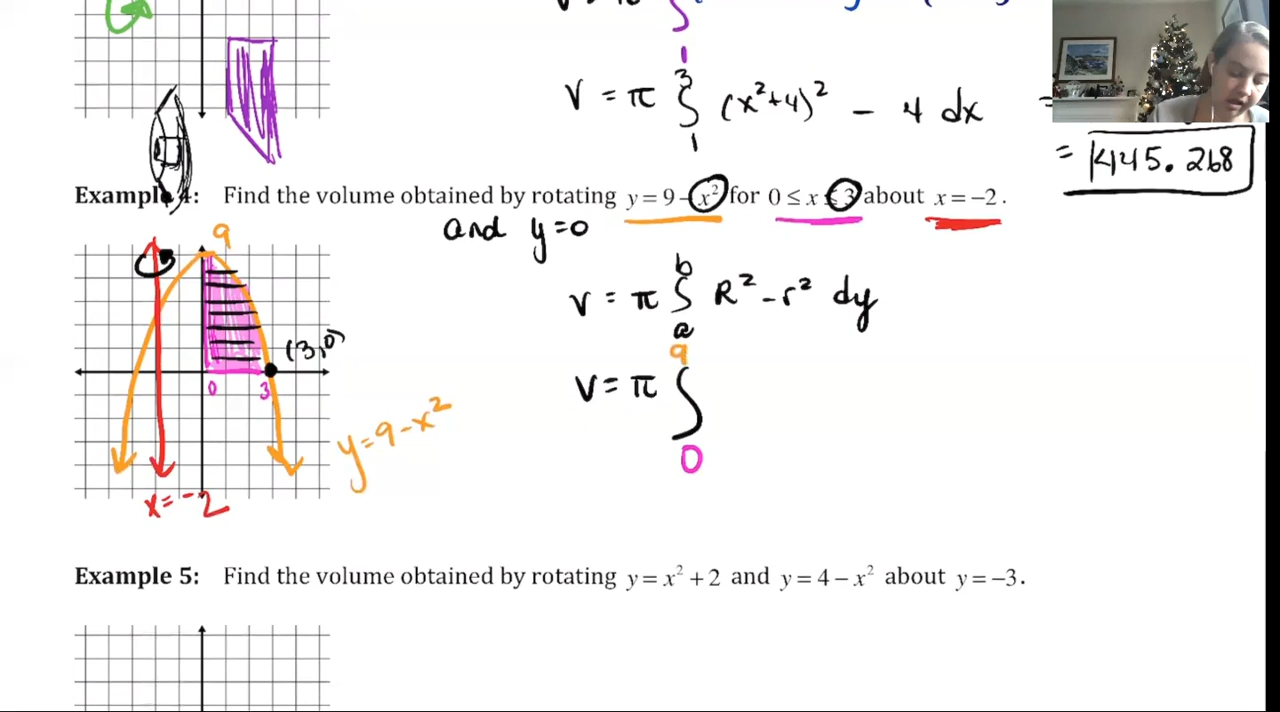 V = π ∫₁³ (x²+4)² − 4 dx =
= 445.268
Example 4: Find the volume obtained by rotating y = 9 − x² for 0 ≤ x ≤ 3 about x = −2.
and y=0
9
V = π ∫ₐᵇ R² − r² dy
(3,0)
V = π ∫₀⁹
0 3
y=9−x²
x=−2
Example 5: Find the volume obtained by rotating y = x² + 2 and y = 4 − x² about y = −3.